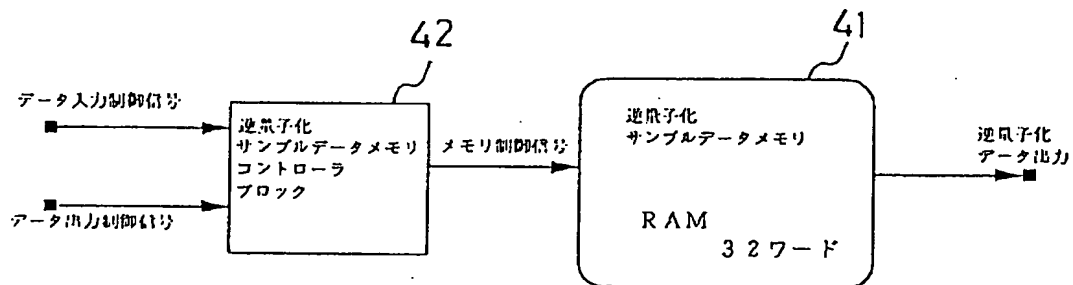 42
41
データ入力制御信号
逆量子化
サンプルデータメモリ
コントローラ
ブロック
メモリ制御信号
逆量子化
サンプルデータメモリ
RAM
32ワード
逆量子化
データ出力
データ出力制御信号